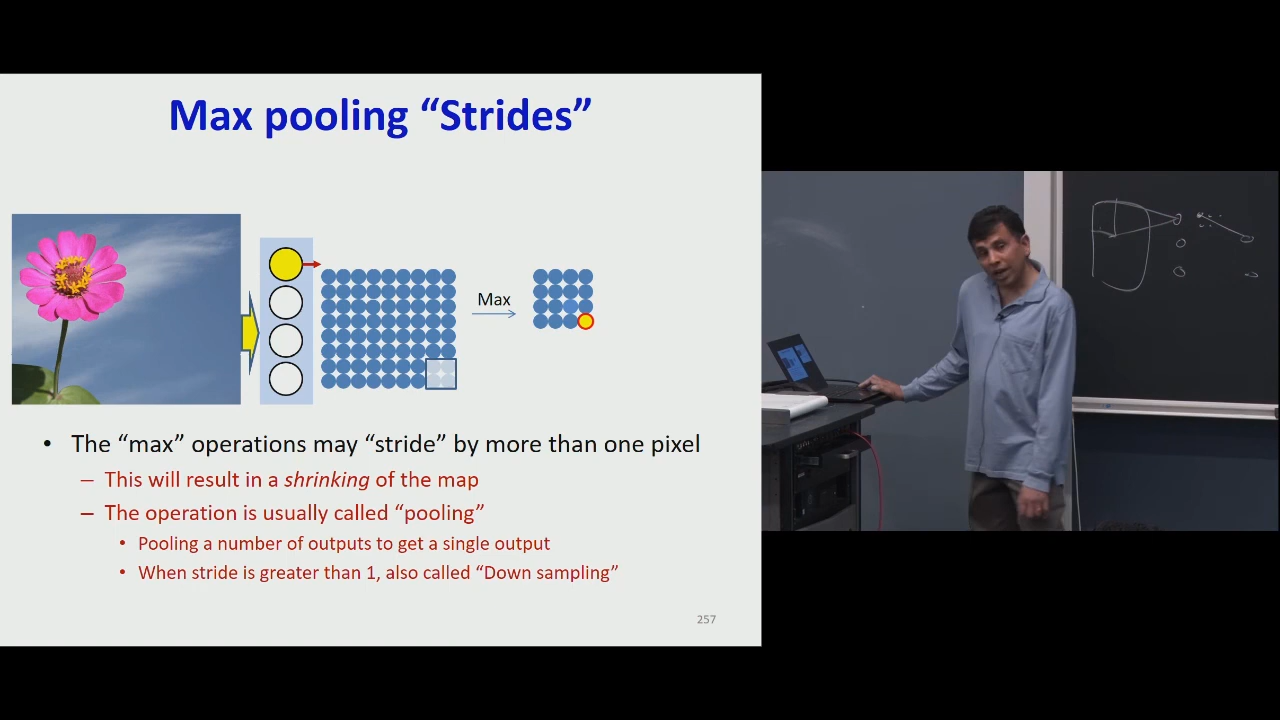 Max pooling “Strides”
Max
• The “max” operations may “stride” by more than one pixel
– This will result in a shrinking of the map
– The operation is usually called “pooling”
• Pooling a number of outputs to get a single output
• When stride is greater than 1, also called “Down sampling”
257